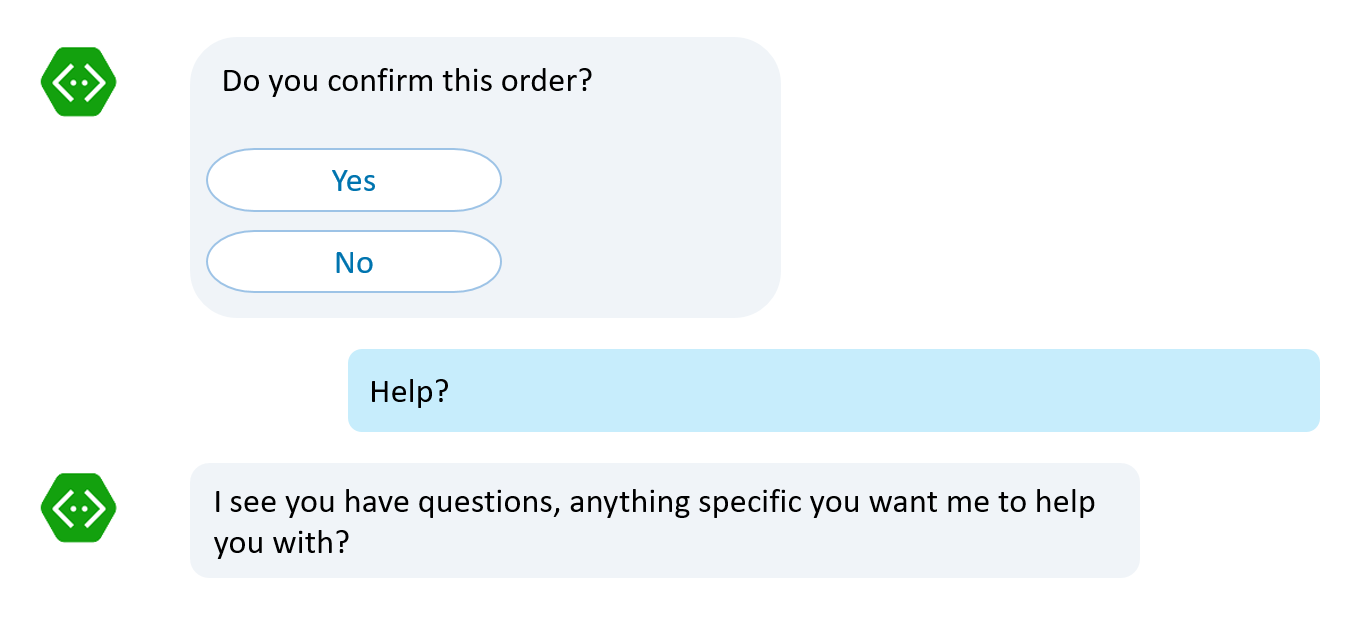 Do you confirm this order?
Yes
No
Help?
I see you have questions, anything specific you want me to help
you with?